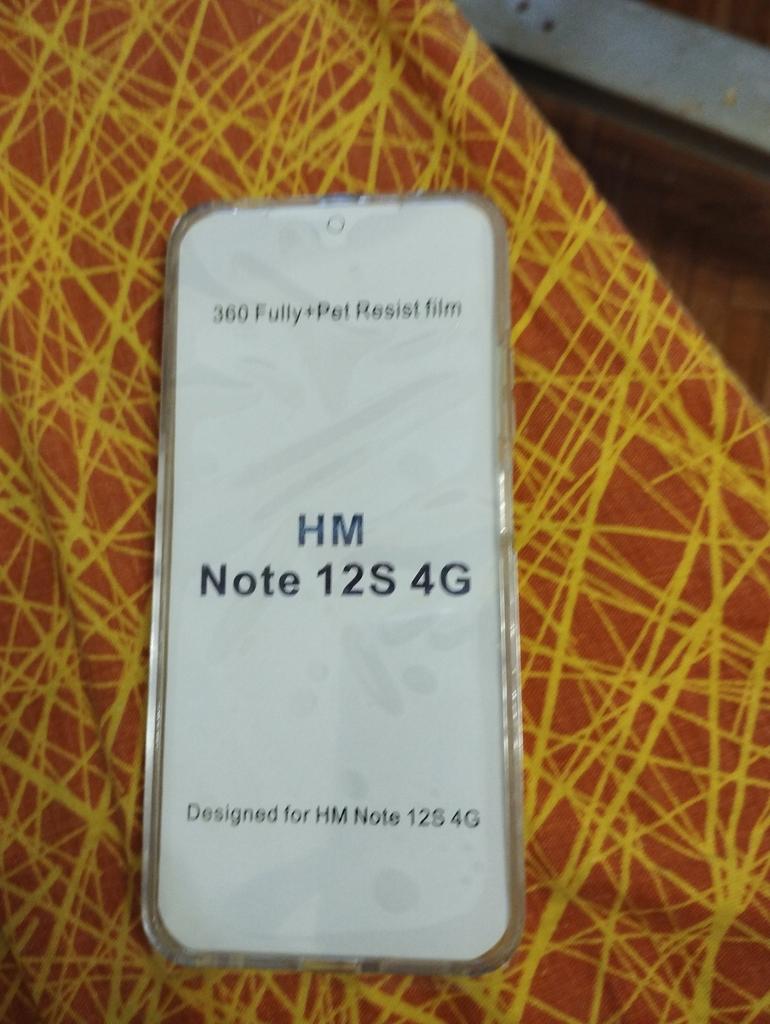 360 Fully+Pet Resist film
HM
Note 12S 4G
Designed for HM Note 12S 4G